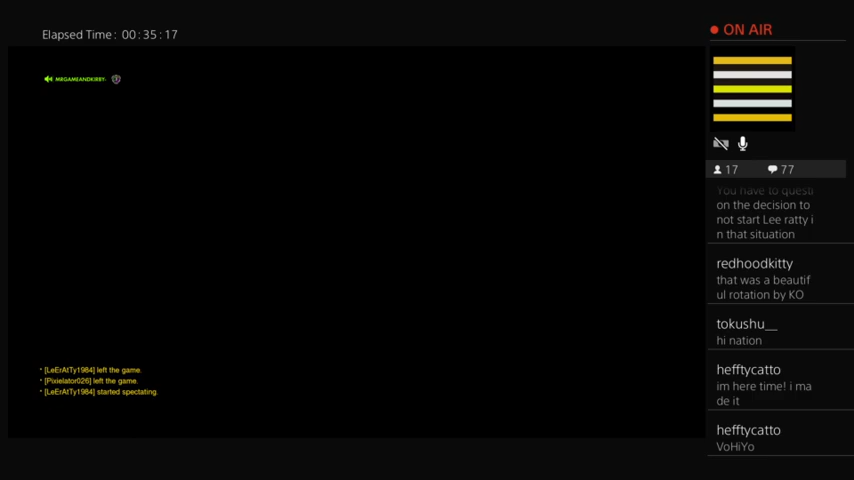 Elapsed Time: 00:35:17
ON AIR
MEGAMEANDKIRBY-
17 77
You have to questi
on the decision to
not start Lee ratty i
n that situation
redhoodkitty
that was a beautif
ul rotation by KO
tokushu__
hi nation
hefftycatto
im here time! i ma
de it
hefftycatto
VoHiYo
* [LeErAtTy1984] left the game.
* [Pixielator026] left the game.
* [LeErAtTy1984] started spectating.